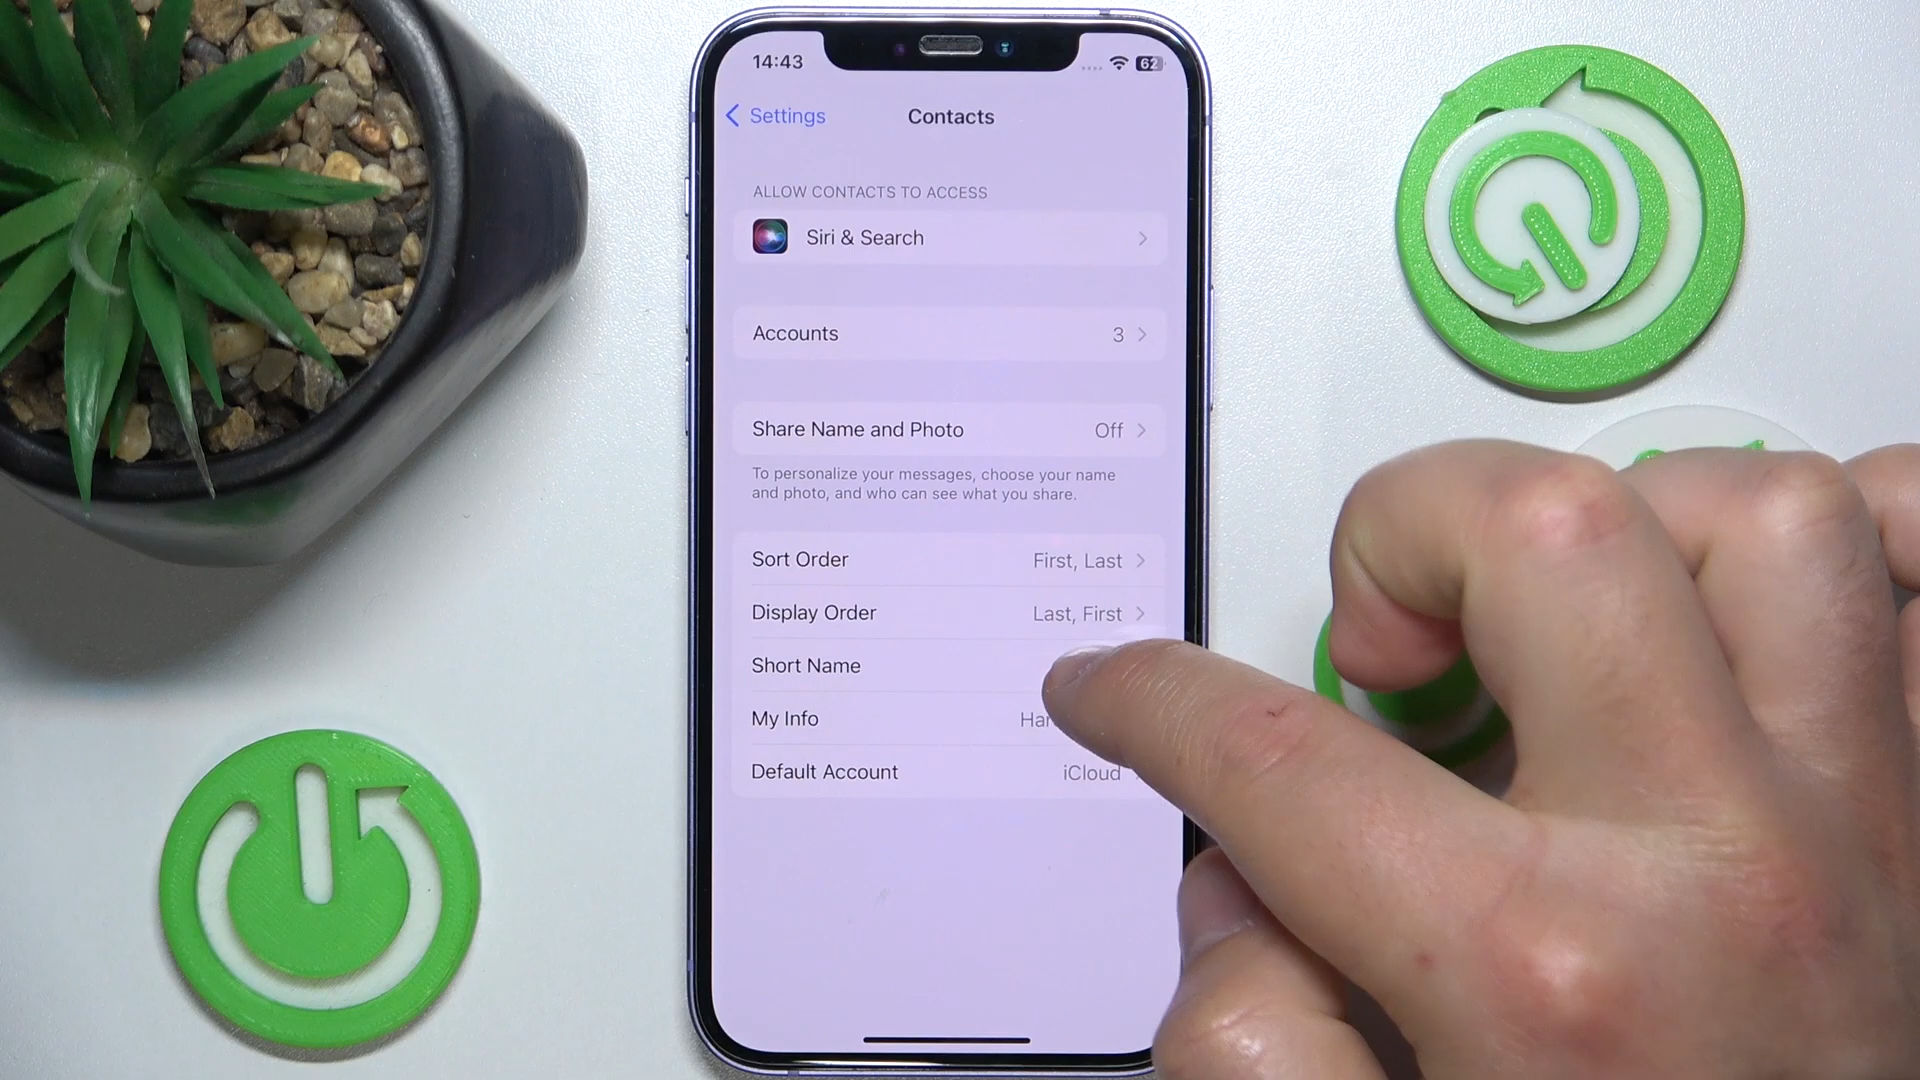 14:43
62
Settings
Contacts
ALLOW CONTACTS TO ACCESS
Siri & Search
Accounts 3
Share Name and Photo Off
To personalize your messages, choose your name
and photo, and who can see what you share.
Sort Order First, Last
Display Order Last, First
Short Name
My Info
Default Account iCloud